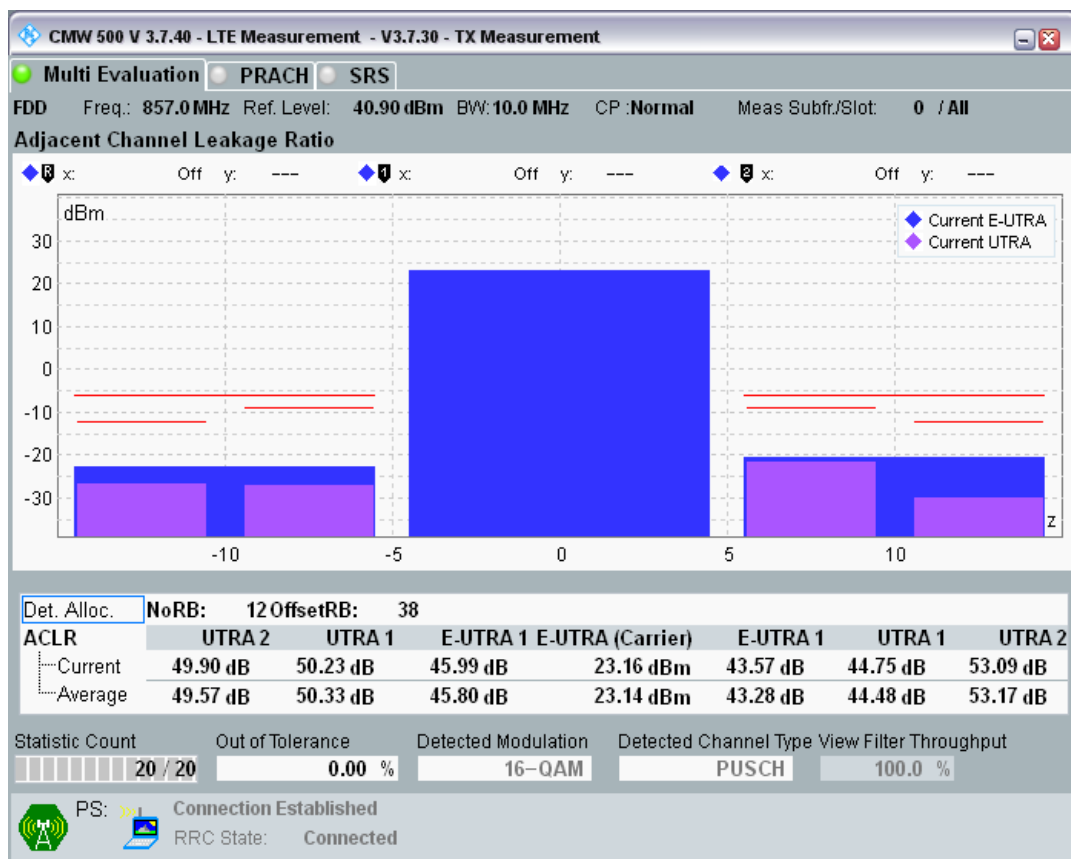 CMW 500 V 3.7.40 - LTE Measurement - V3.7.30 - TX Measurement
Multi Evaluation PRACH SRS
FDD Freq.: 857.0 MHz Ref. Level: 40.90 dBm BW: 10.0 MHz CP :Normal Meas Subfr./Slot: 0 / All
Adjacent Channel Leakage Ratio
R x: Off y: --- 1 x: Off y: --- 2 x: Off y: ---
dBm
Current E-UTRA
Current UTRA
30
20
10
0
-10
-20
-30
z
-10 -5 0 5 10
Det. Alloc. NoRB: 12 OffsetRB: 38
ACLR UTRA 2 UTRA 1 E-UTRA 1 E-UTRA (Carrier) E-UTRA 1 UTRA 1 UTRA 2
Current 49.90 dB 50.23 dB 45.99 dB 23.16 dBm 43.57 dB 44.75 dB 53.09 dB
Average 49.57 dB 50.33 dB 45.80 dB 23.14 dBm 43.28 dB 44.48 dB 53.17 dB
Statistic Count Out of Tolerance Detected Modulation Detected Channel Type View Filter Throughput
20 / 20 0.00 % 16-QAM PUSCH 100.0 %
PS: Connection Established
RRC State: Connected